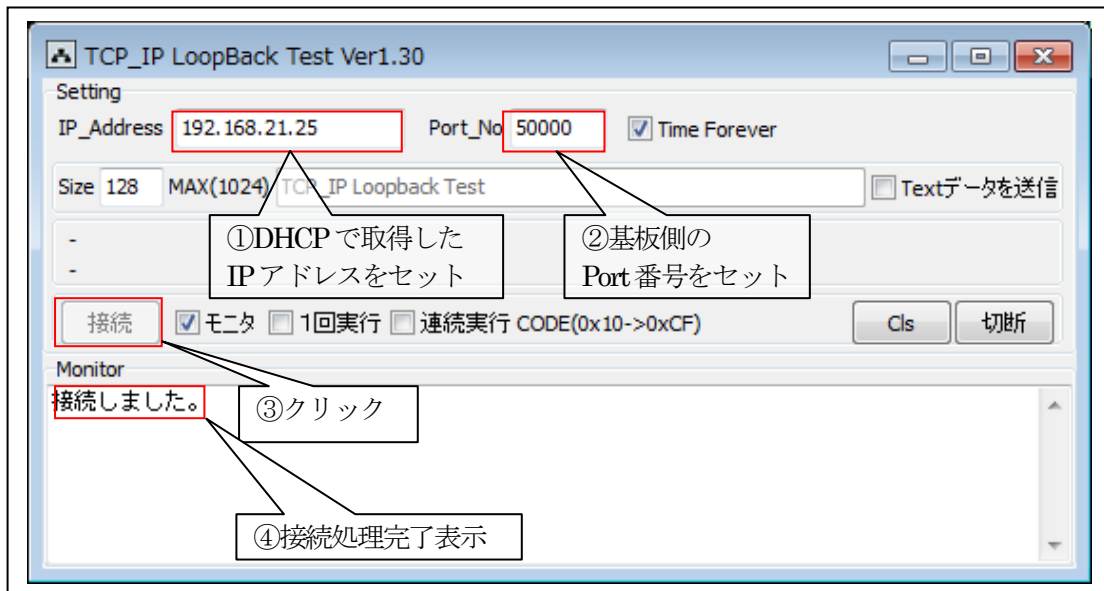 TCP_IP LoopBack Test Ver1.30
Setting
IP_Address 192.168.21.25 Port_No 50000 Time Forever
Size 128 MAX(1024) TCP_IP Loopback Test Textデータを送信
-
-
①DHCPで取得した
IPアドレスをセット
②基板側の
Port番号をセット
接続 モニタ 1回実行 連続実行 CODE(0x10->0xCF) Cls 切断
Monitor
接続しました。
③クリック
④接続処理完了表示